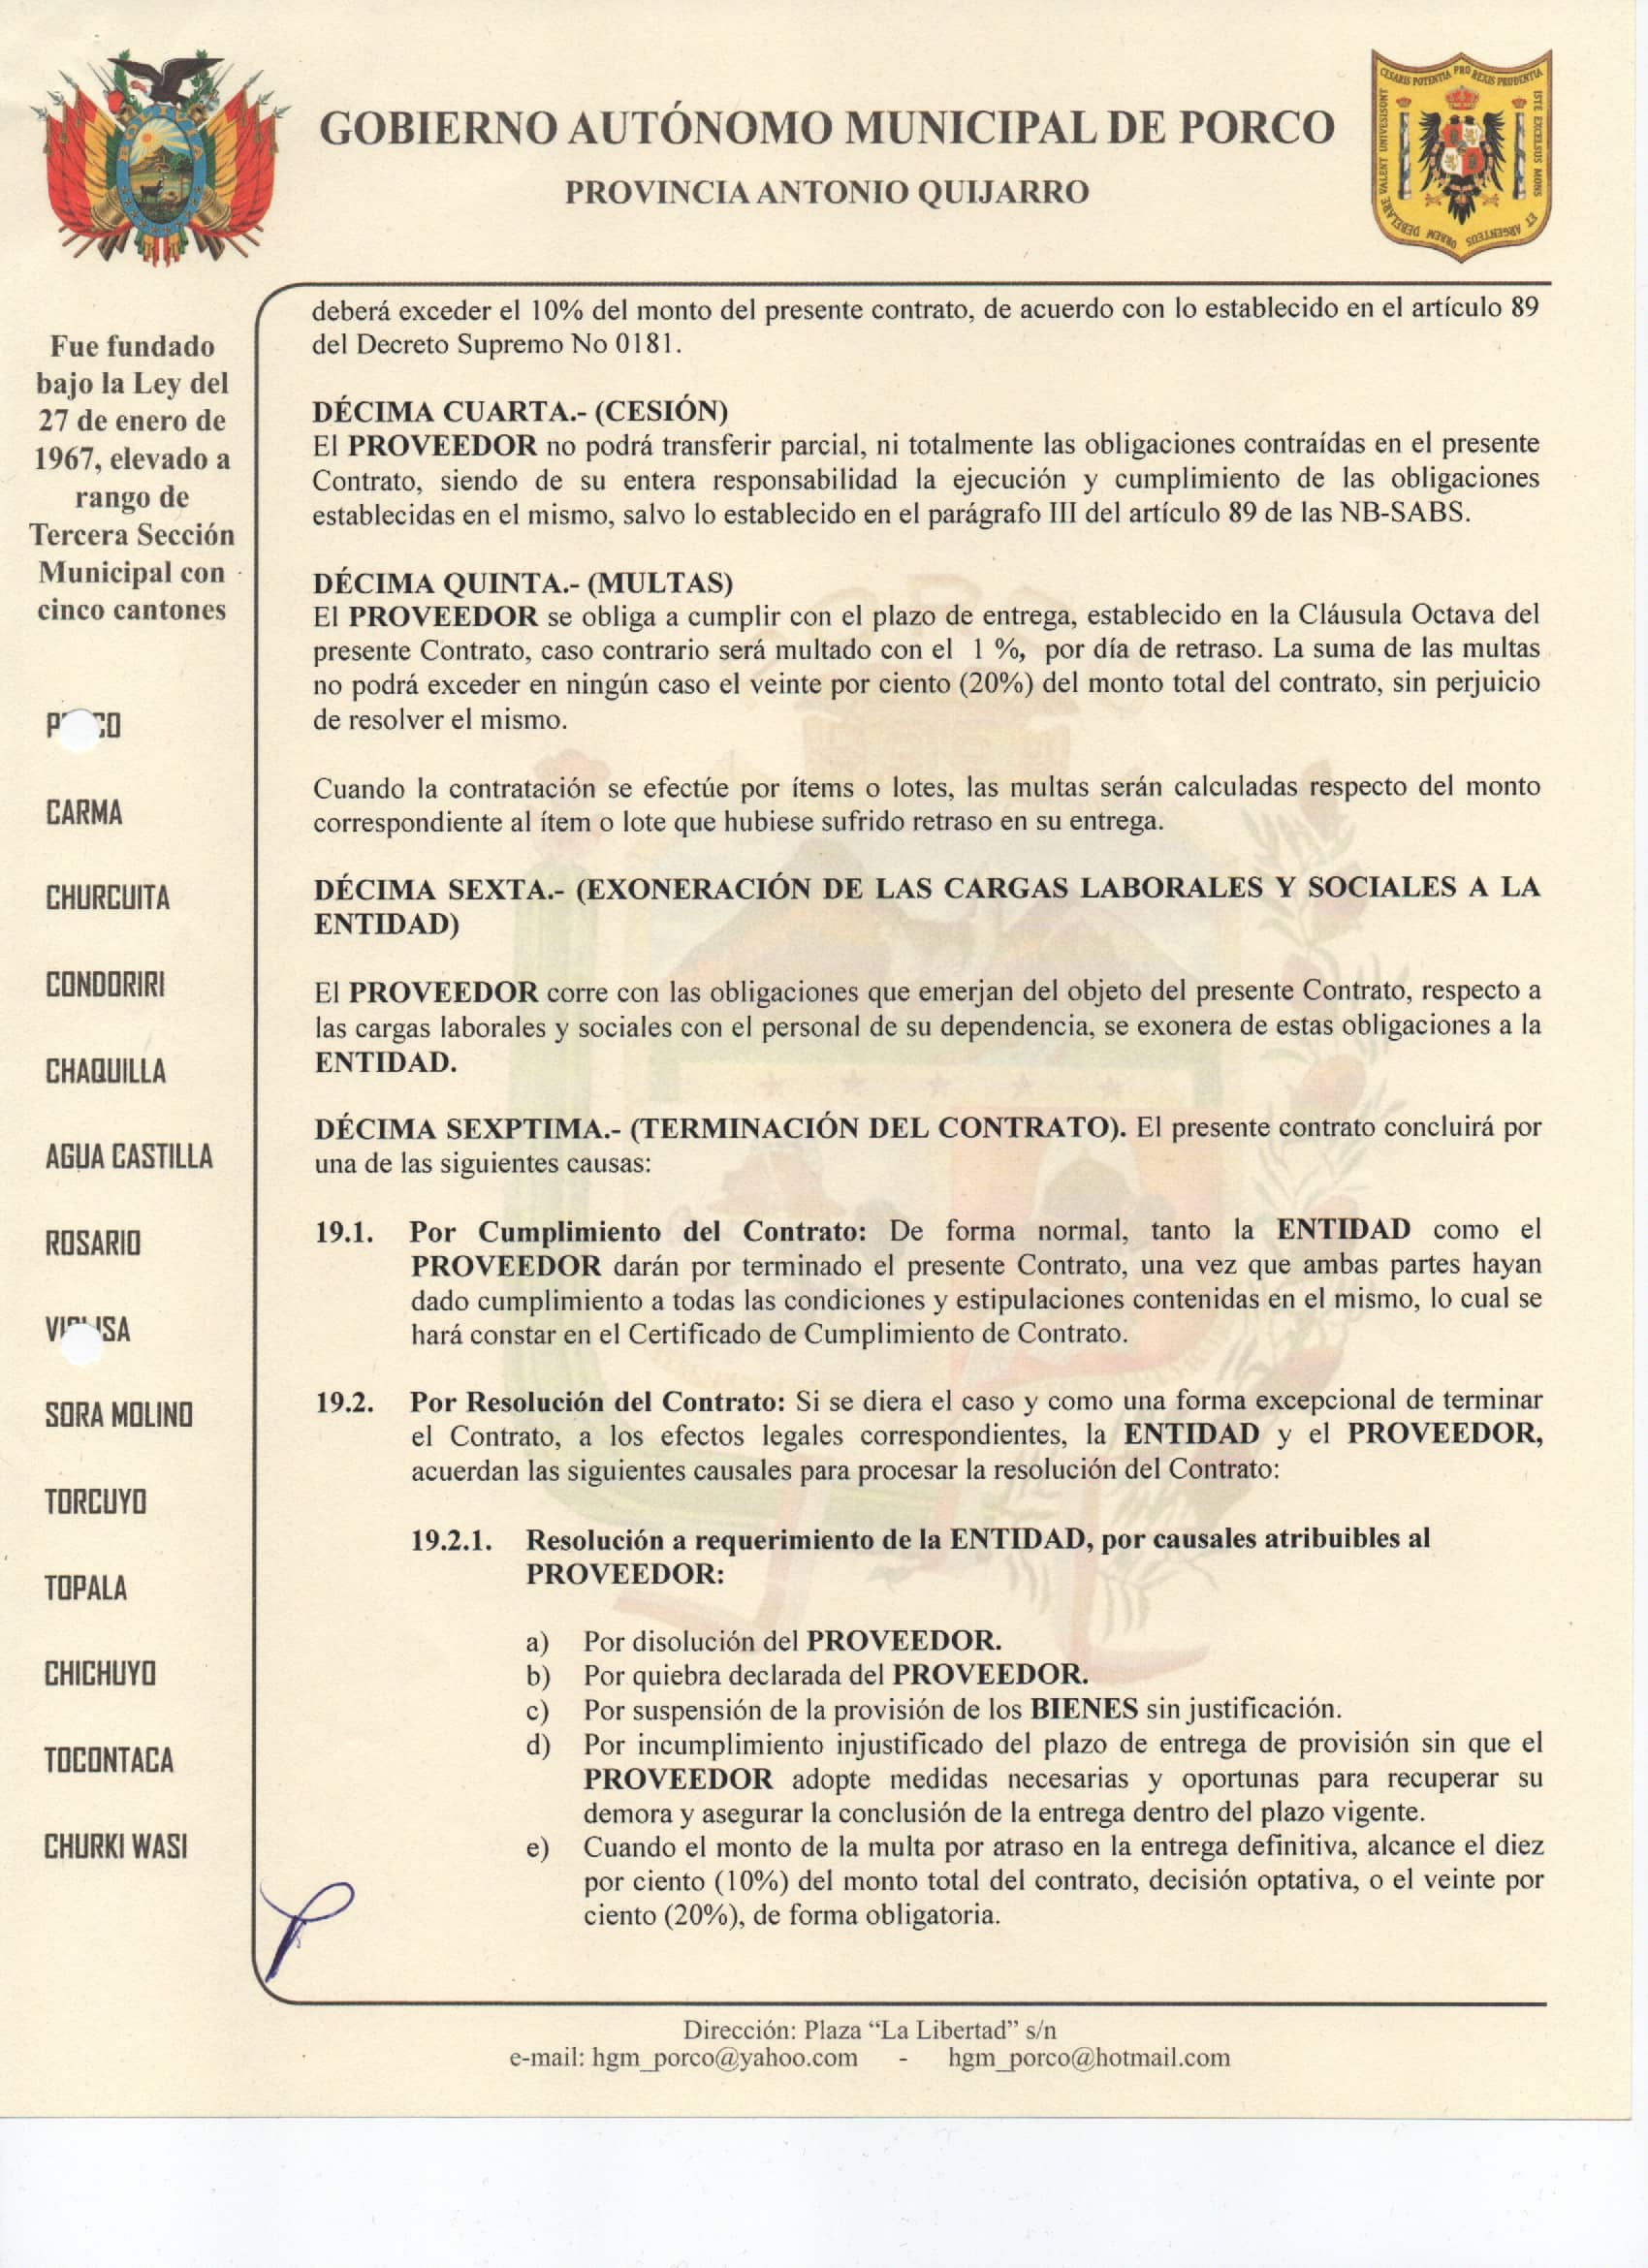 GOBIERNO AUTÓNOMO MUNICIPAL DE PORCO
PROVINCIA ANTONIO QUIJARRO
CESARIS POTENTIA PRO REXIS PRUDENTIA
ISTE EXCELSUS MONS
ET ARGENTEUS
ORBEM DEBELARE VALENT UNIVESISONT
Fue fundado
bajo la Ley del
27 de enero de
1967, elevado a
rango de
Tercera Sección
Municipal con
cinco cantones
CARMA
CHURCUITA
CONDORIRI
CHAQUILLA
AGUA CASTILLA
ROSARIO
SORA MOLINO
TORCUYO
TOPALA
CHICHUYO
TOCONTACA
CHURKI WASI
deberá exceder el 10% del monto del presente contrato, de acuerdo con lo establecido en el artículo 89
del Decreto Supremo No 0181.
DÉCIMA CUARTA.- (CESIÓN)
El PROVEEDOR no podrá transferir parcial, ni totalmente las obligaciones contraídas en el presente
Contrato, siendo de su entera responsabilidad la ejecución y cumplimiento de las obligaciones
establecidas en el mismo, salvo lo establecido en el parágrafo III del artículo 89 de las NB-SABS.
DÉCIMA QUINTA.- (MULTAS)
El PROVEEDOR se obliga a cumplir con el plazo de entrega, establecido en la Cláusula Octava del
presente Contrato, caso contrario será multado con el 1 %, por día de retraso. La suma de las multas
no podrá exceder en ningún caso el veinte por ciento (20%) del monto total del contrato, sin perjuicio
de resolver el mismo.
Cuando la contratación se efectúe por ítems o lotes, las multas serán calculadas respecto del monto
correspondiente al ítem o lote que hubiese sufrido retraso en su entrega.
DÉCIMA SEXTA.- (EXONERACIÓN DE LAS CARGAS LABORALES Y SOCIALES A LA
ENTIDAD)
El PROVEEDOR corre con las obligaciones que emerjan del objeto del presente Contrato, respecto a
las cargas laborales y sociales con el personal de su dependencia, se exonera de estas obligaciones a la
ENTIDAD.
DÉCIMA SEXPTIMA.- (TERMINACIÓN DEL CONTRATO). El presente contrato concluirá por
una de las siguientes causas:
19.1. Por Cumplimiento del Contrato: De forma normal, tanto la ENTIDAD como el
PROVEEDOR darán por terminado el presente Contrato, una vez que ambas partes hayan
dado cumplimiento a todas las condiciones y estipulaciones contenidas en el mismo, lo cual se
hará constar en el Certificado de Cumplimiento de Contrato.
19.2. Por Resolución del Contrato: Si se diera el caso y como una forma excepcional de terminar
el Contrato, a los efectos legales correspondientes, la ENTIDAD y el PROVEEDOR,
acuerdan las siguientes causales para procesar la resolución del Contrato:
19.2.1. Resolución a requerimiento de la ENTIDAD, por causales atribuibles al
PROVEEDOR:
a) Por disolución del PROVEEDOR.
b) Por quiebra declarada del PROVEEDOR.
c) Por suspensión de la provisión de los BIENES sin justificación.
d) Por incumplimiento injustificado del plazo de entrega de provisión sin que el
PROVEEDOR adopte medidas necesarias y oportunas para recuperar su
demora y asegurar la conclusión de la entrega dentro del plazo vigente.
e) Cuando el monto de la multa por atraso en la entrega definitiva, alcance el diez
por ciento (10%) del monto total del contrato, decisión optativa, o el veinte por
ciento (20%), de forma obligatoria.
Dirección: Plaza “La Libertad” s/n
e-mail: hgm_porco@yahoo.com - hgm_porco@hotmail.com